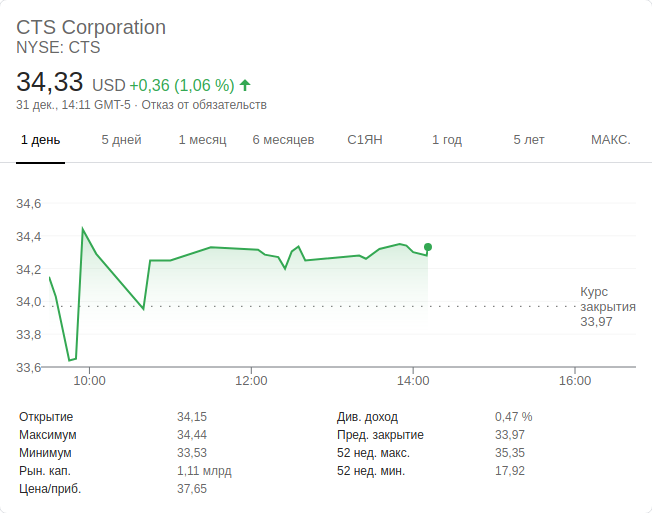 CTS Corporation
NYSE: CTS
34,33 USD +0,36 (1,06 %)
31 дек., 14:11 GMT-5 · Отказ от обязательств
1 день 5 дней 1 месяц 6 месяцев С1ЯН 1 год 5 лет МАКС.
34,6
34,4
34,2
34,0
33,8
33,6
Курс
закрытия
33,97
10:00 12:00 14:00 16:00
Открытие 34,15 Див. доход 0,47 %
Максимум 34,44 Пред. закрытие 33,97
Минимум 33,53 52 нед. макс. 35,35
Рын. кап. 1,11 млрд 52 нед. мин. 17,92
Цена/приб. 37,65